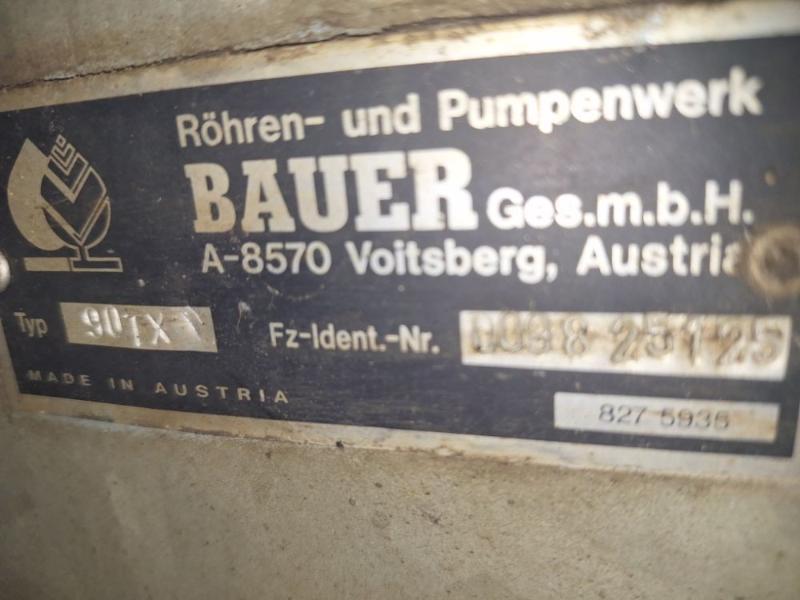 Röhren- und Pumpenwerk
BAUER Ges.m.b.H.
A-8570 Voitsberg, Austria
Typ Fz-Ident.-Nr.
MADE IN AUSTRIA
827 5935